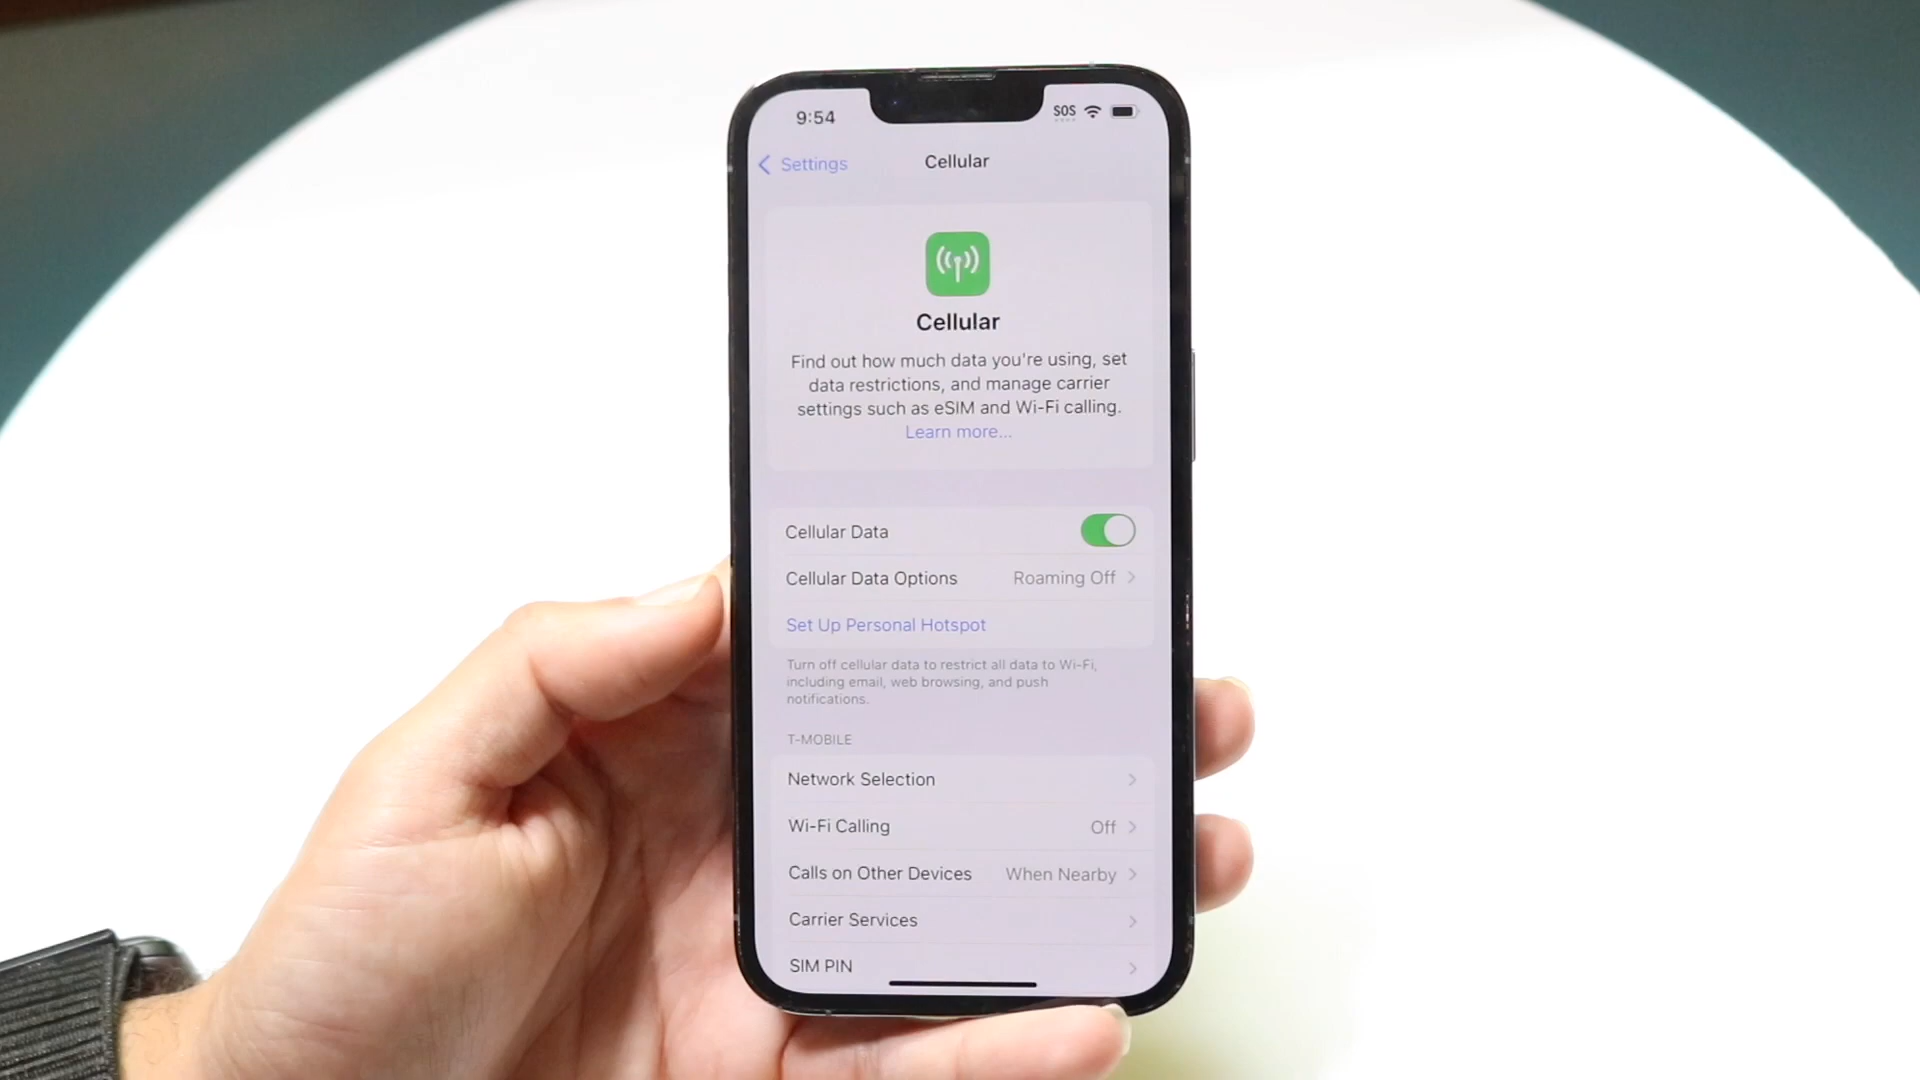 9:54 SOS
Settings Cellular
Cellular
Find out how much data you're using, set
data restrictions, and manage carrier
settings such as eSIM and Wi-Fi calling.
Learn more...
Cellular Data
Cellular Data Options Roaming Off
Set Up Personal Hotspot
Turn off cellular data to restrict all data to Wi-Fi,
including email, web browsing, and push
notifications.
T-MOBILE
Network Selection
Wi-Fi Calling Off
Calls on Other Devices When Nearby
Carrier Services
SIM PIN